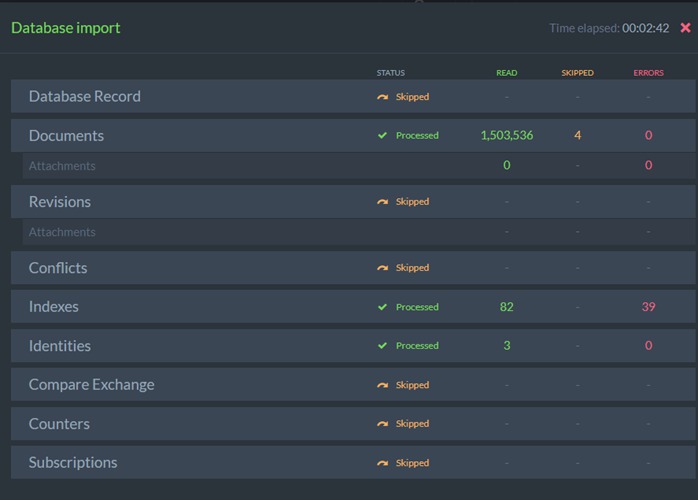 Database import Time elapsed: 00:02:42
STATUS READ SKIPPED ERRORS
Database Record Skipped - - -
Documents Processed 1,503,536 4 0
Attachments 0 - 0
Revisions Skipped - - -
Attachments - - -
Conflicts Skipped - - -
Indexes Processed 82 - 39
Identities Processed 3 - 0
Compare Exchange Skipped - - -
Counters Skipped - - -
Subscriptions Skipped - - -